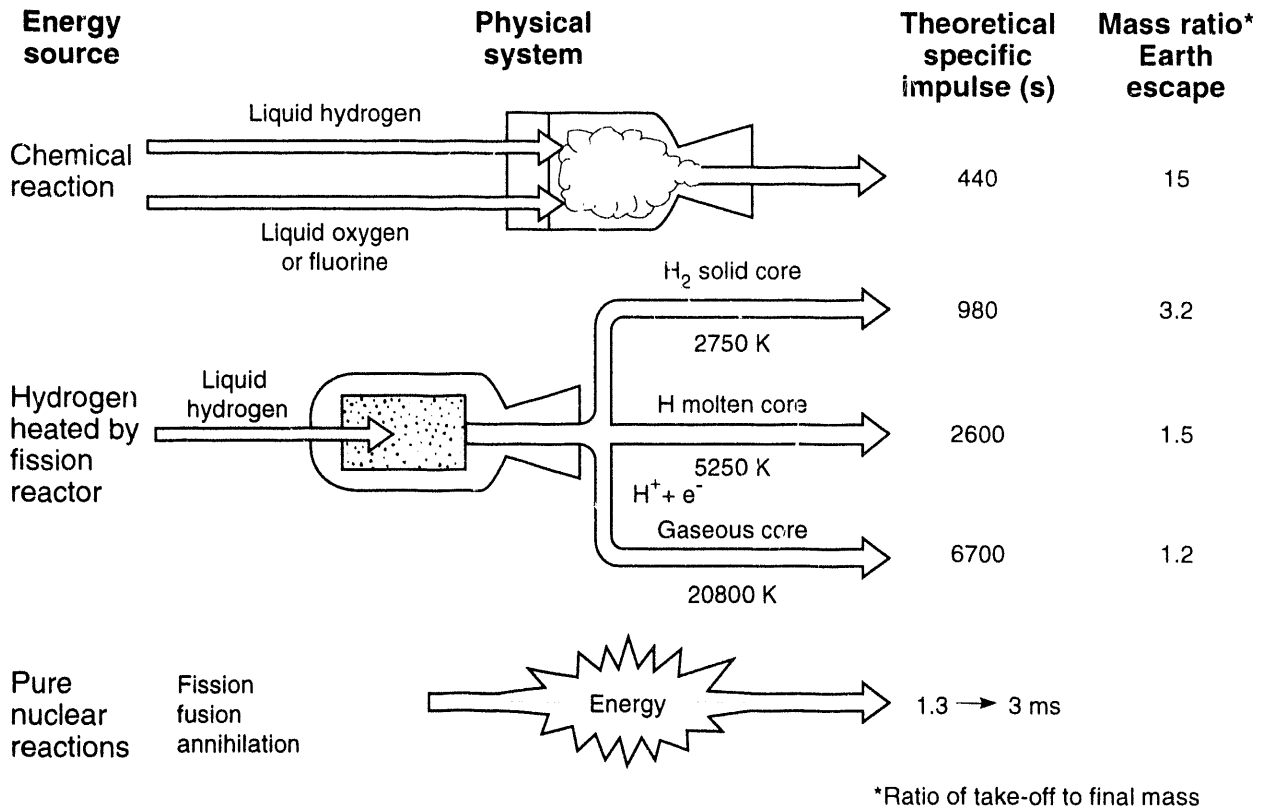 Energy
source
Physical
system
Theoretical
specific
impulse (s)
Mass ratio*
Earth
escape
Chemical
reaction
Liquid hydrogen
Liquid oxygen
or fluorine
440
15
Hydrogen
heated by
fission
reactor
Liquid
hydrogen
H₂ solid core
2750 K
980
3.2
H molten core
5250 K
2600
1.5
H⁺ + e⁻
Gaseous core
20800 K
6700
1.2
Pure
nuclear
reactions
Fission
fusion
annihilation
Energy
1.3 → 3 ms
*Ratio of take-off to final mass